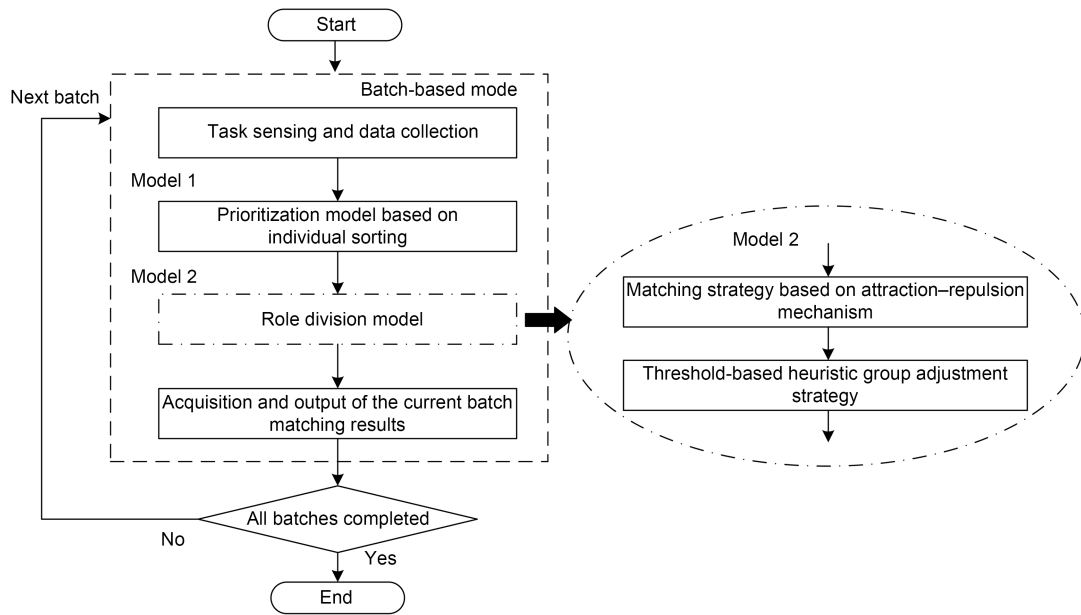 Start
Batch-based mode
Next batch
Task sensing and data collection
Model 1
Prioritization model based on
individual sorting
Model 2
Role division model
Acquisition and output of the current batch
matching results
All batches completed
No
Yes
End
Model 2
Matching strategy based on attraction–repulsion
mechanism
Threshold-based heuristic group adjustment
strategy